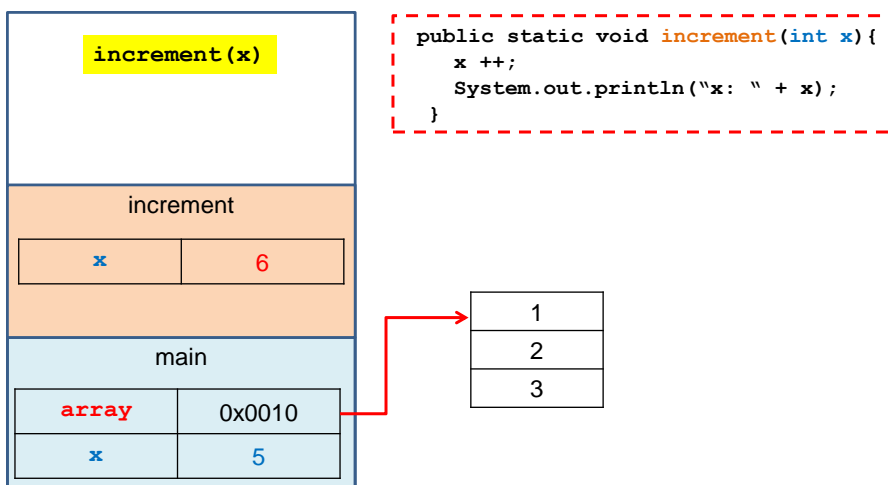 increment(x)
public static void increment(int x){
x ++;
System.out.println(“x: “ + x);
}
increment
x 6
main
array 0x0010
x 5
1
2
3